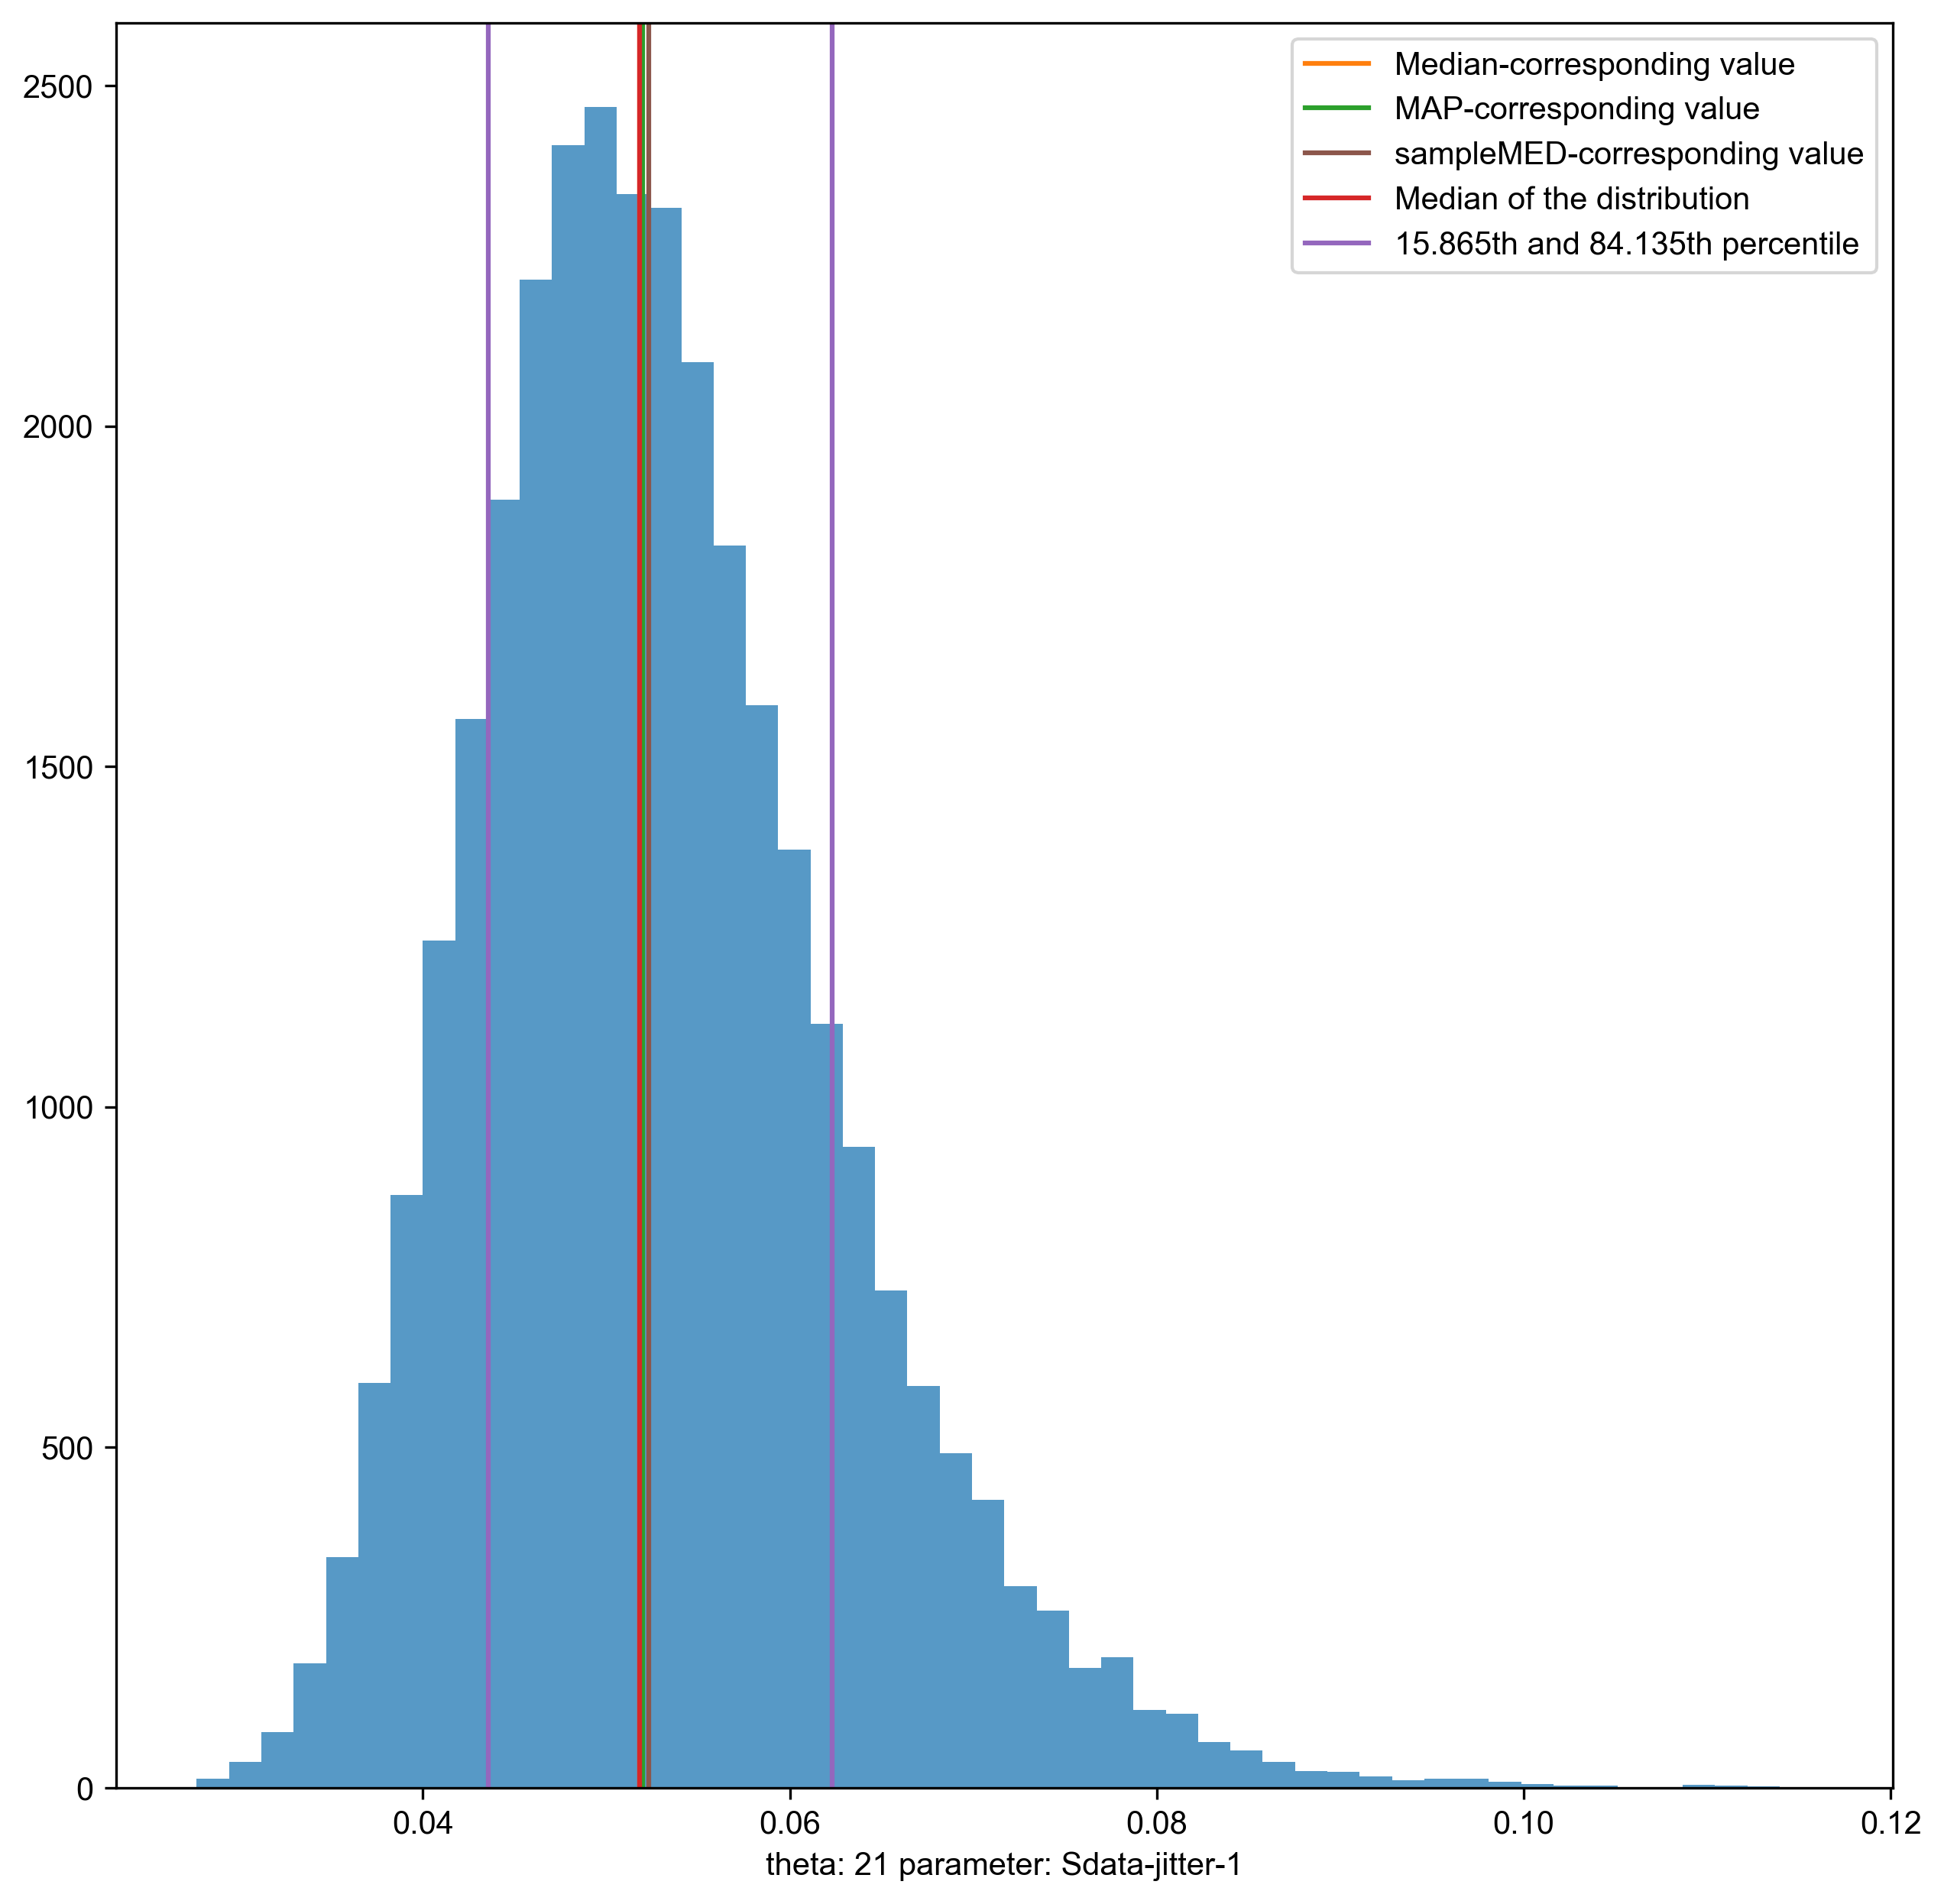 Median-corresponding value
MAP-corresponding value
sampleMED-corresponding value
Median of the distribution
15.865th and 84.135th percentile
2500
2000
1500
1000
500
0
0.04 0.06 0.08 0.10 0.12
theta: 21 parameter: Sdata-jitter-1